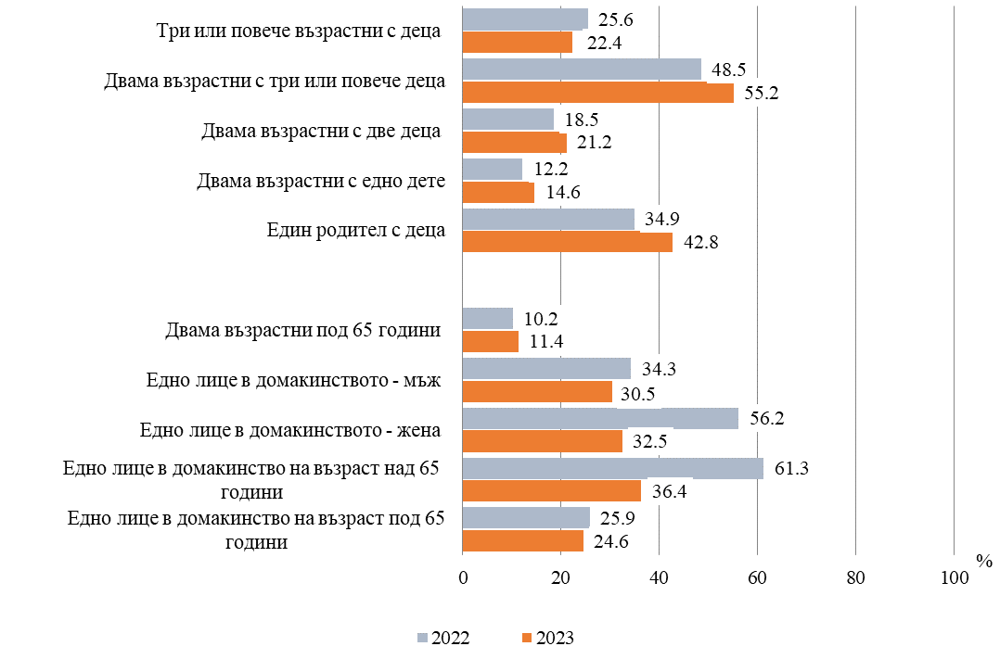 Три или повече възрастни с деца
25.6
22.4
Двама възрастни с три или повече деца
48.5
55.2
Двама възрастни с две деца
18.5
21.2
Двама възрастни с едно дете
12.2
14.6
Един родител с деца
34.9
42.8
Двама възрастни под 65 години
10.2
11.4
Едно лице в домакинството - мъж
34.3
30.5
Едно лице в домакинството - жена
56.2
32.5
Едно лице в домакинство на възраст над 65
години
61.3
36.4
Едно лице в домакинство на възраст под 65
години
25.9
24.6
%
0 20 40 60 80 100
2022 2023